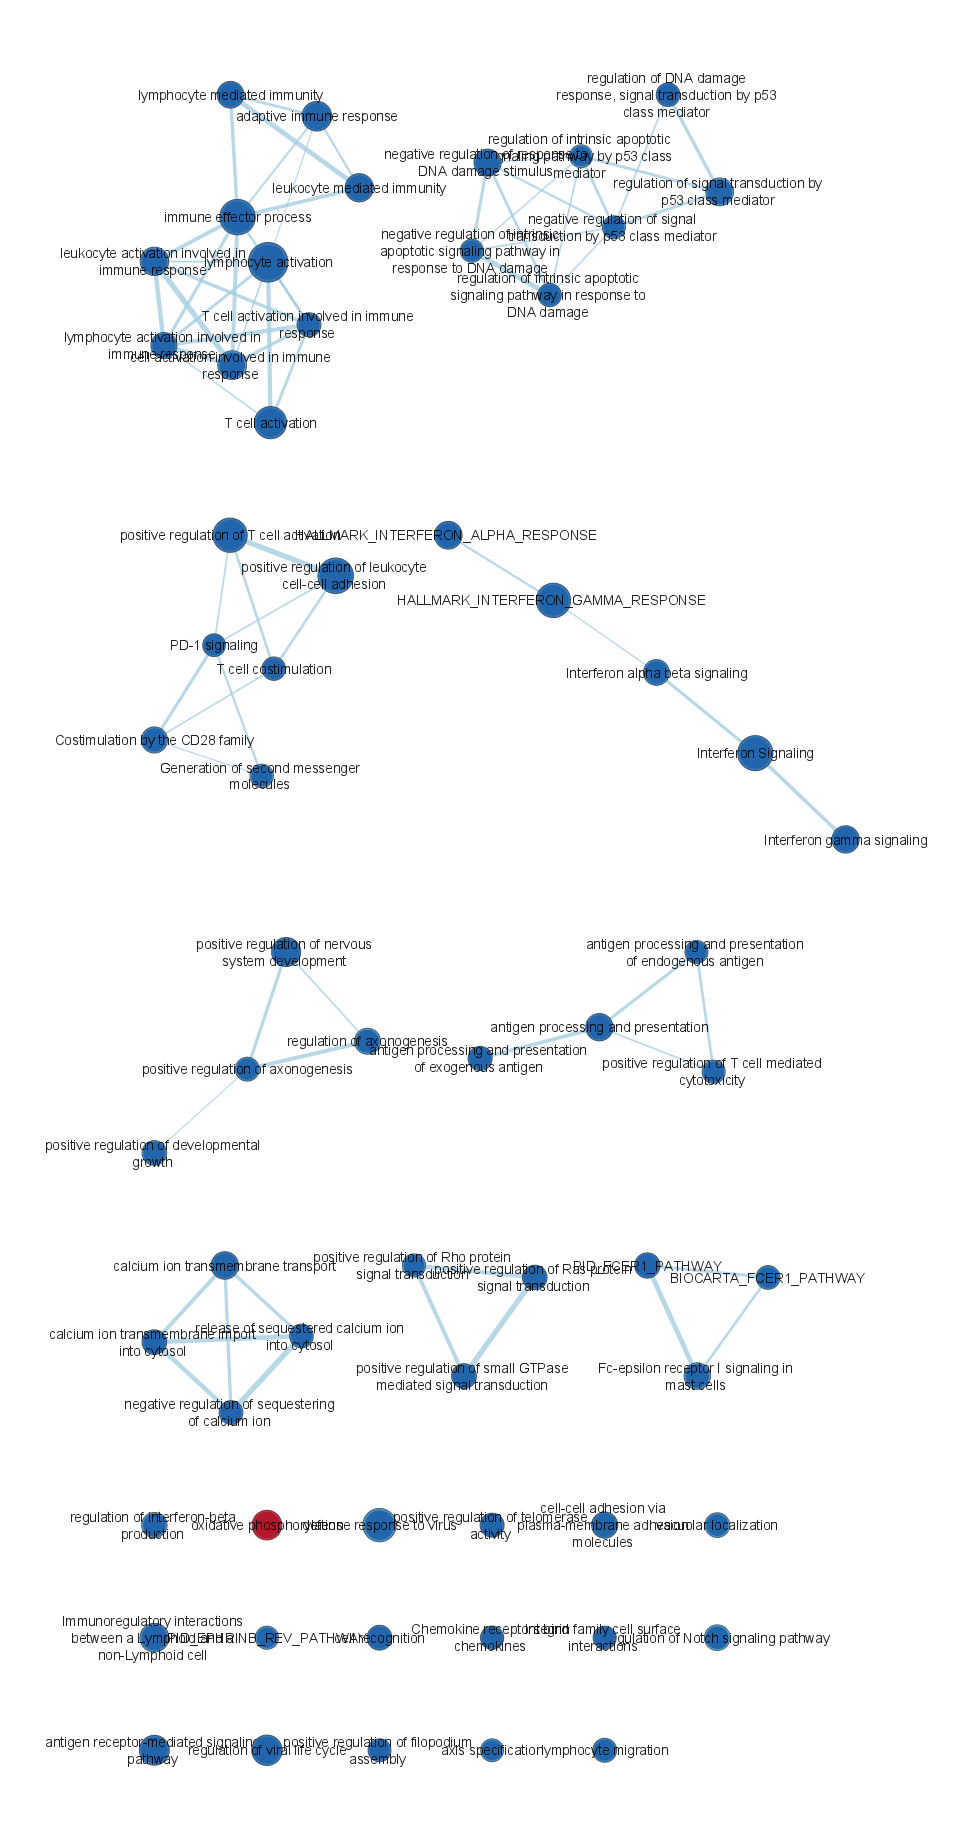 lymphocyte mediated immunity
adaptive immune response
leukocyte mediated immunity
immune effector process
leukocyte activation involved in
immune response
lymphocyte activation
T cell activation involved in immune
response
lymphocyte activation involved in
immune response
cell activation involved in immune
response
T cell activation
regulation of DNA damage
response, signal transduction by p53
class mediator
regulation of intrinsic apoptotic
signaling pathway by p53 class
mediator
negative regulation of response to
DNA damage stimulus
regulation of signal transduction by
p53 class mediator
negative regulation of signal
transduction by p53 class mediator
negative regulation of intrinsic
apoptotic signaling pathway in
response to DNA damage
regulation of intrinsic apoptotic
signaling pathway in response to
DNA damage
positive regulation of T cell activation
HALLMARK_INTERFERON_ALPHA_RESPONSE
positive regulation of leukocyte
cell-cell adhesion
HALLMARK_INTERFERON_GAMMA_RESPONSE
PD-1 signaling
T cell costimulation
Interferon alpha beta signaling
Costimulation by the CD28 family
Interferon Signaling
Generation of second messenger
molecules
Interferon gamma signaling
positive regulation of nervous
system development
regulation of axonogenesis
positive regulation of axonogenesis
positive regulation of developmental
growth
antigen processing and presentation
of endogenous antigen
antigen processing and presentation
antigen processing and presentation
of exogenous antigen
positive regulation of T cell mediated
cytotoxicity
calcium ion transmembrane transport
calcium ion transmembrane import
into cytosol
release of sequestered calcium ion
into cytosol
negative regulation of sequestering
of calcium ion
positive regulation of Rho protein
signal transduction
positive regulation of Ras protein
signal transduction
positive regulation of small GTPase
mediated signal transduction
PID_FCER1_PATHWAY
BIOCARTA_FCER1_PATHWAY
Fc-epsilon receptor I signaling in
mast cells
regulation of interferon-beta
production
oxidative phosphorylation
defense response to virus
positive regulation of telomerase
activity
cell-cell adhesion via
plasma-membrane adhesion
molecules
vacuolar localization
Immunoregulatory interactions
between a Lymphoid and a
non-Lymphoid cell
PID_EPHRINB_REV_PATHWAY
cell recognition
Chemokine receptors bind
chemokines
Integrin family cell surface
interactions
regulation of Notch signaling pathway
antigen receptor-mediated signaling
pathway
regulation of viral life cycle
positive regulation of filopodium
assembly
axis specification
lymphocyte migration